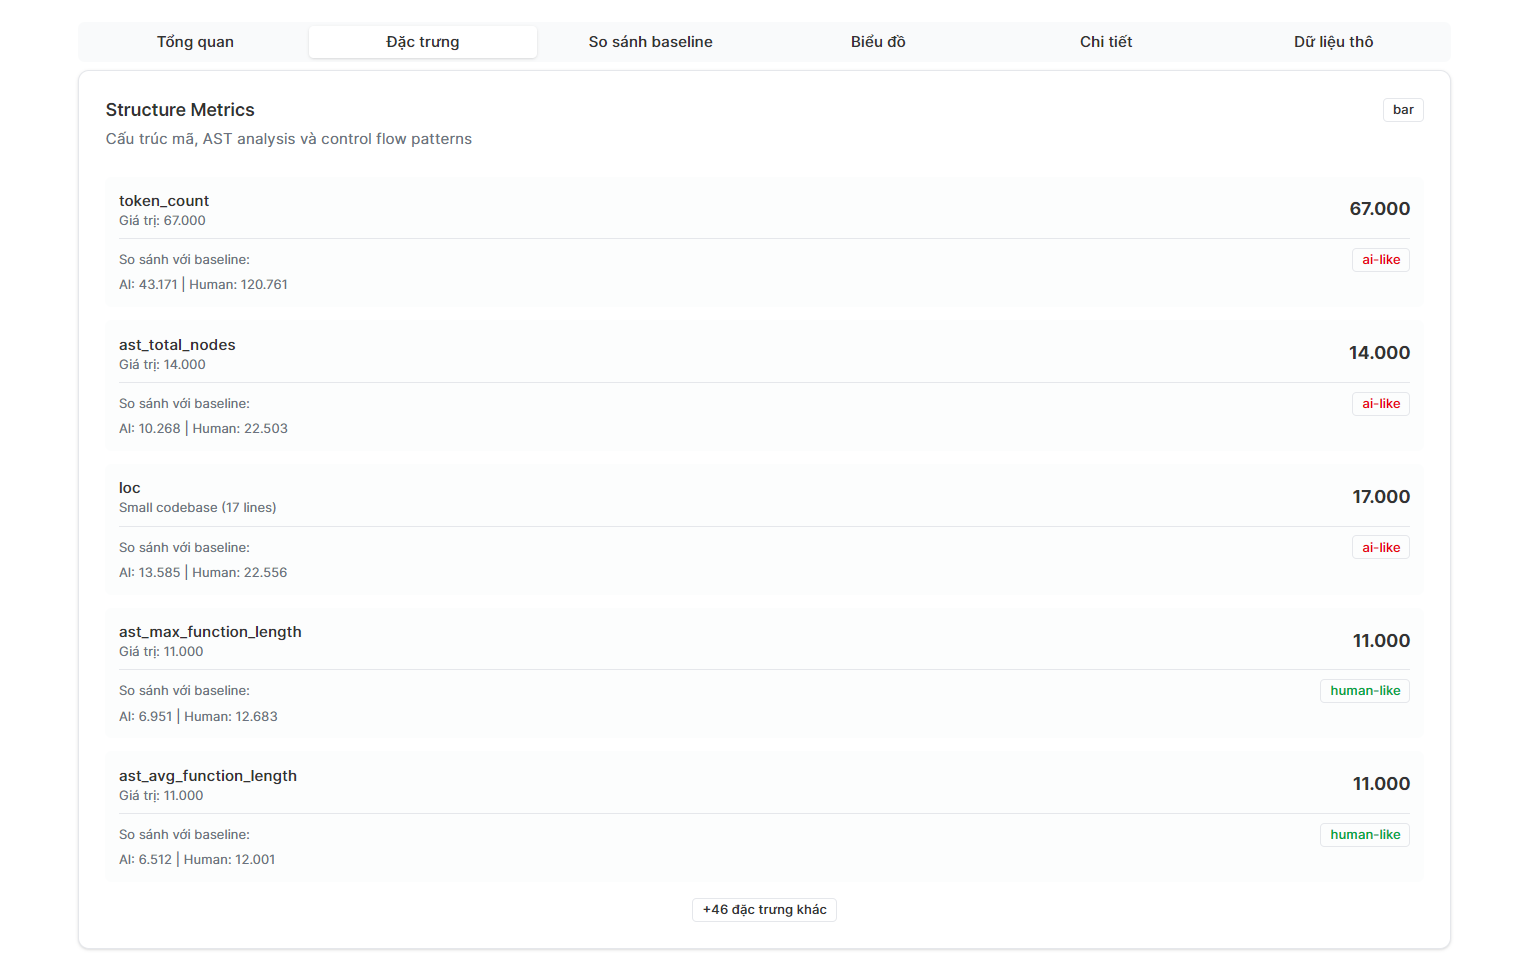 Tổng quan
Đặc trưng
So sánh baseline
Biểu đồ
Chi tiết
Dữ liệu thô
Structure Metrics
bar
Cấu trúc mã, AST analysis và control flow patterns
token_count
Giá trị: 67.000
67.000
So sánh với baseline:
ai-like
AI: 43.171 | Human: 120.761
ast_total_nodes
Giá trị: 14.000
14.000
So sánh với baseline:
ai-like
AI: 10.268 | Human: 22.503
loc
Small codebase (17 lines)
17.000
So sánh với baseline:
ai-like
AI: 13.585 | Human: 22.556
ast_max_function_length
Giá trị: 11.000
11.000
So sánh với baseline:
human-like
AI: 6.951 | Human: 12.683
ast_avg_function_length
Giá trị: 11.000
11.000
So sánh với baseline:
human-like
AI: 6.512 | Human: 12.001
+46 đặc trưng khác